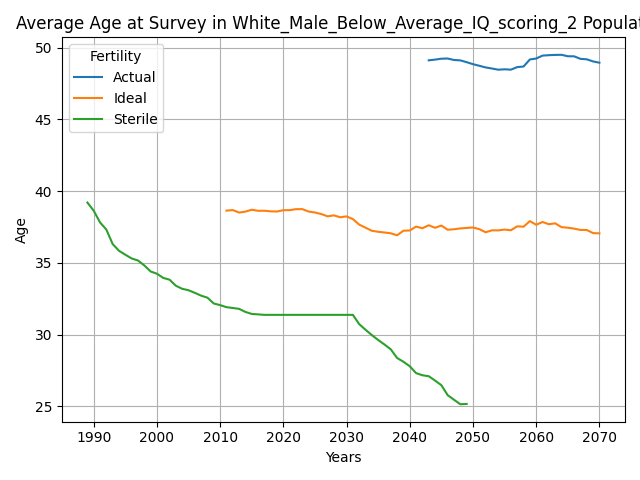 Average Age at Survey in White_Male_Below_Average_IQ_scoring_2 Populat
Fertility
Actual
Ideal
Sterile
Age
50
45
40
35
30
25
1990 2000 2010 2020 2030 2040 2050 2060 2070
Years